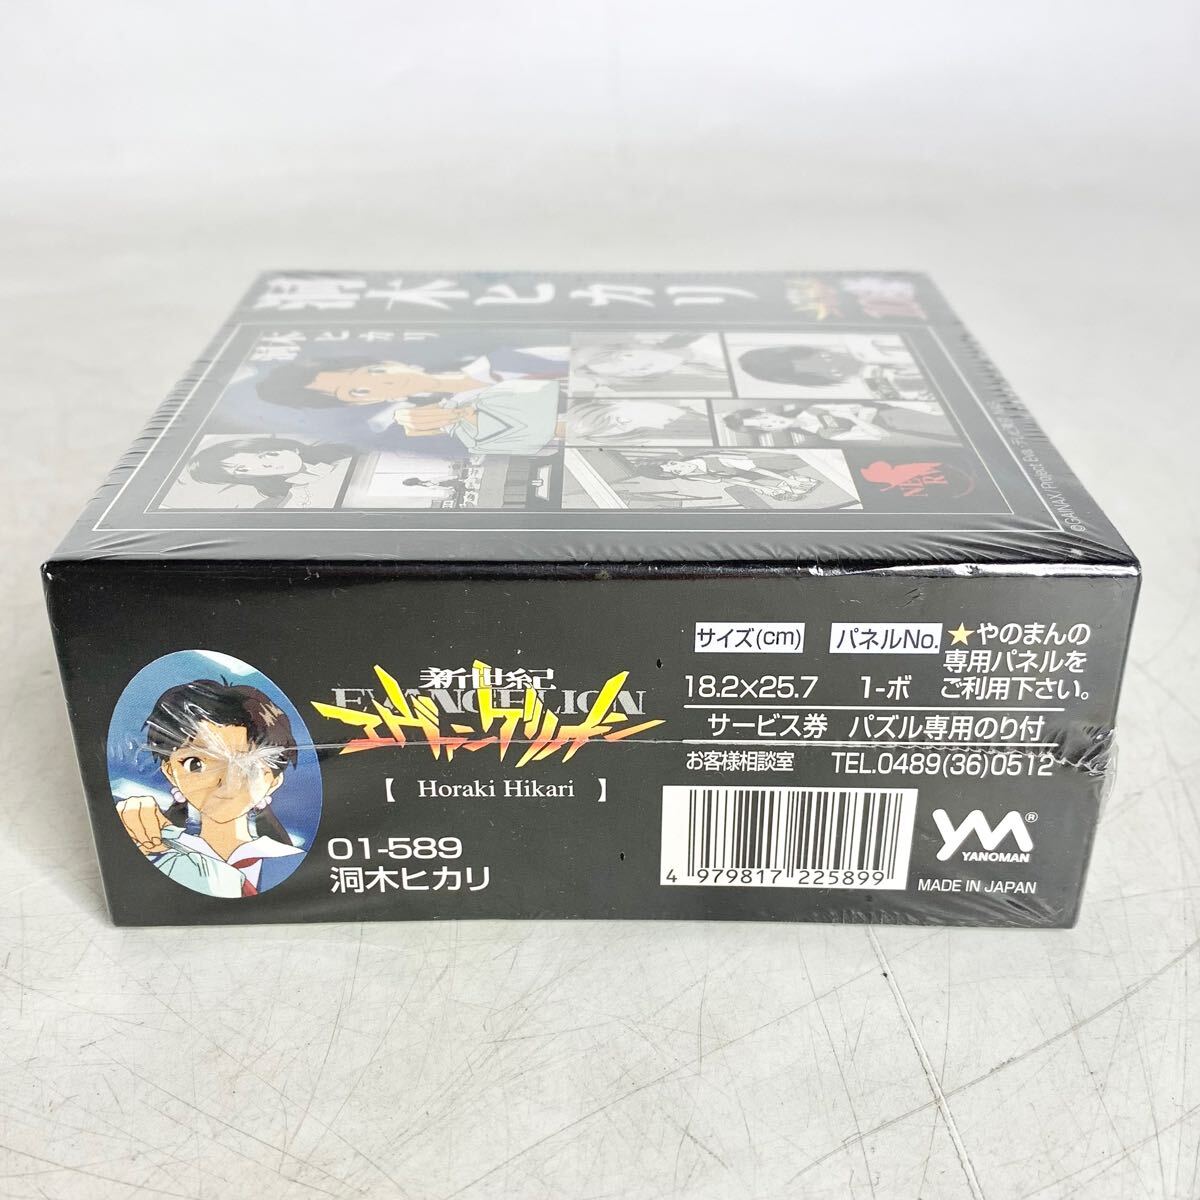 洞木ヒカリ
洞木ヒカリ
NERV
©GAINAX/Project Eva.
新世紀
EVANGELION
エヴァンゲリオン
【 Horaki Hikari 】
01-589
洞木ヒカリ
サイズ(cm) パネルNo.
18.2×25.7 1-ボ
★やのまんの
専用パネルを
ご利用下さい。
サービス券 パズル専用のり付
お客様相談室 TEL.0489(36)0512
4 979817 225899
YM®
YANOMAN
MADE IN JAPAN